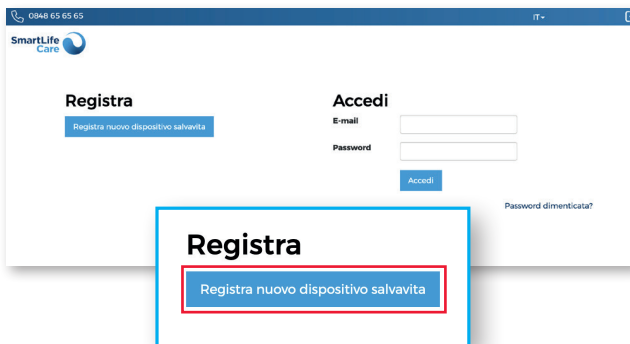 0848 65 65 65
IT
SmartLife
Care
Registra
Registra nuovo dispositivo salvavita
Accedi
E-mail
Password
Accedi
Password dimenticata?
Registra
Registra nuovo dispositivo salvavita